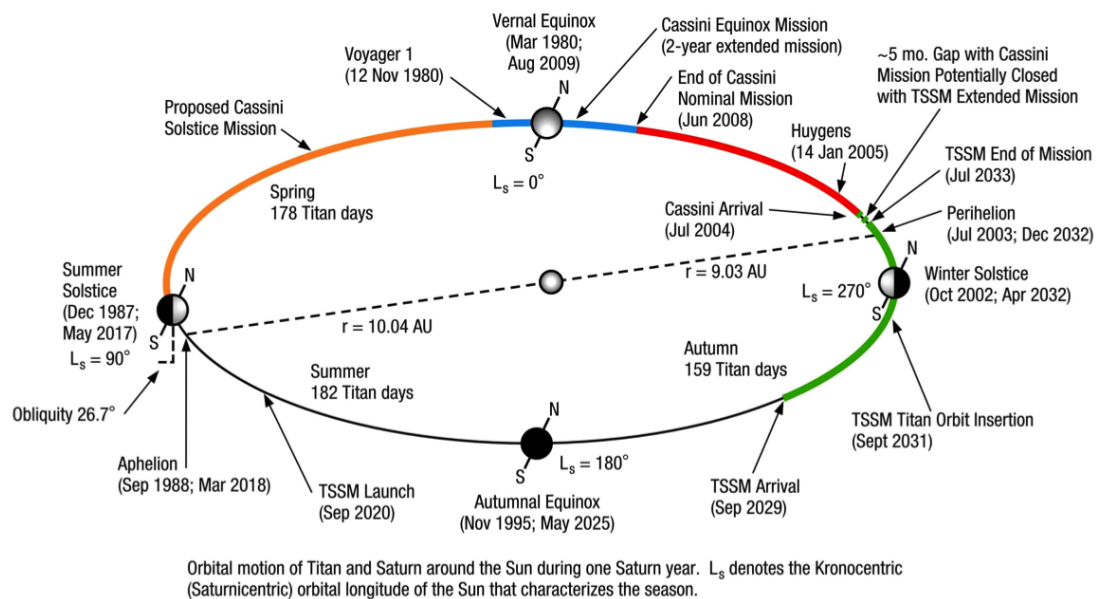 Vernal Equinox
(Mar 1980;
Aug 2009)
Cassini Equinox Mission
(2-year extended mission)
~5 mo. Gap with Cassini
Mission Potentially Closed
with TSSM Extended Mission
Voyager 1
(12 Nov 1980)
End of Cassini
Nominal Mission
(Jun 2008)
Proposed Cassini
Solstice Mission
N
S
Huygens
(14 Jan 2005)
TSSM End of Mission
(Jul 2033)
Ls = 0°
Spring
178 Titan days
Cassini Arrival
(Jul 2004)
Perihelion
(Jul 2003; Dec 2032)
Summer
Solstice
(Dec 1987;
May 2017)
N
S
Ls = 90°
r = 9.03 AU
Ls = 270°
N
S
Winter Solstice
(Oct 2002; Apr 2032)
r = 10.04 AU
Obliquity 26.7°
Summer
182 Titan days
Autumn
159 Titan days
N
S
Ls = 180°
TSSM Titan Orbit Insertion
(Sept 2031)
Aphelion
(Sep 1988; Mar 2018)
TSSM Launch
(Sep 2020)
Autumnal Equinox
(Nov 1995; May 2025)
TSSM Arrival
(Sep 2029)
Orbital motion of Titan and Saturn around the Sun during one Saturn year. Ls denotes the Kronocentric
(Saturnicentric) orbital longitude of the Sun that characterizes the season.